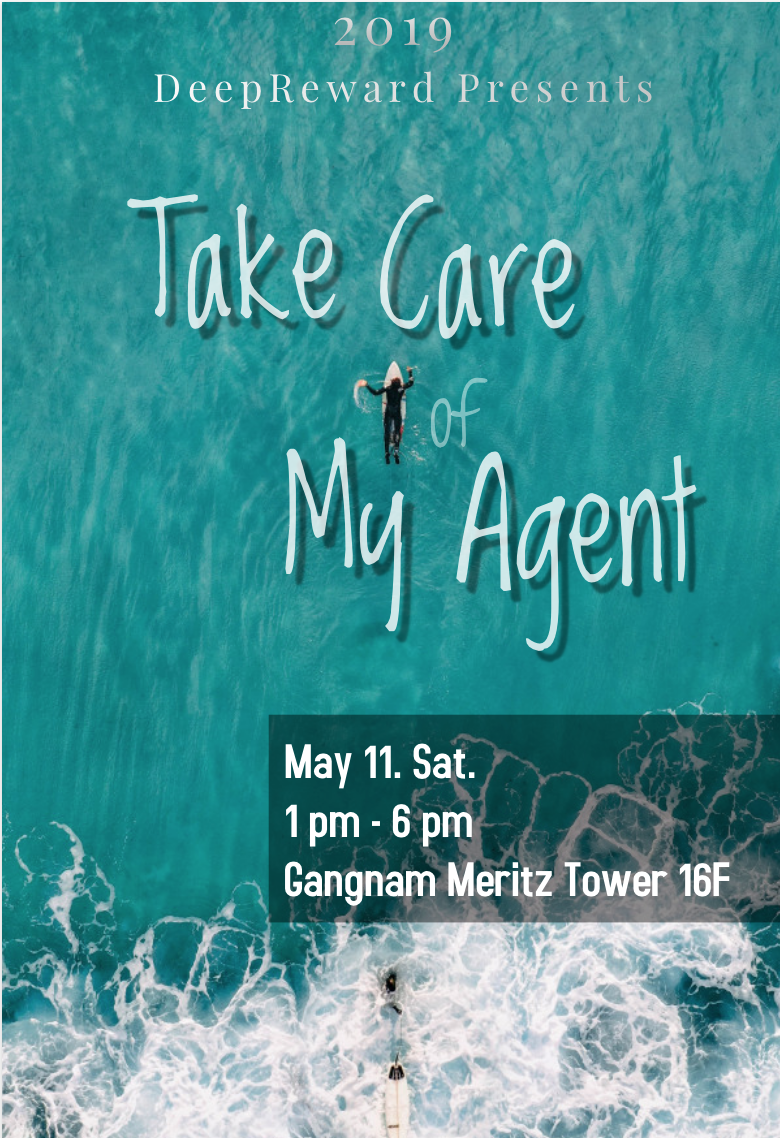 2019
DeepReward Presents
Take Care
of
My Agent
May 11. Sat.
1 pm - 6 pm
Gangnam Meritz Tower 16F